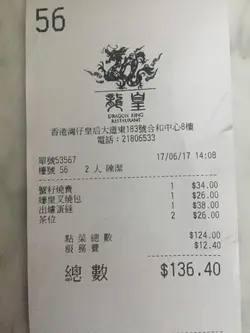 56
龍皇
DRAGON KING
RESTAURANT
香港灣仔皇后大道東183號合和中心8樓
電話：21806533
單號53567 17/06/17 14:08
檯號 56 2 人 陳潔
蟹籽燒賣 1 $34.00
蠔皇叉燒包 1 $26.00
出爐蛋撻 1 $38.00
茶位 2 $26.00
點菜總數 $124.00
服務費 $12.40
總數 $136.40